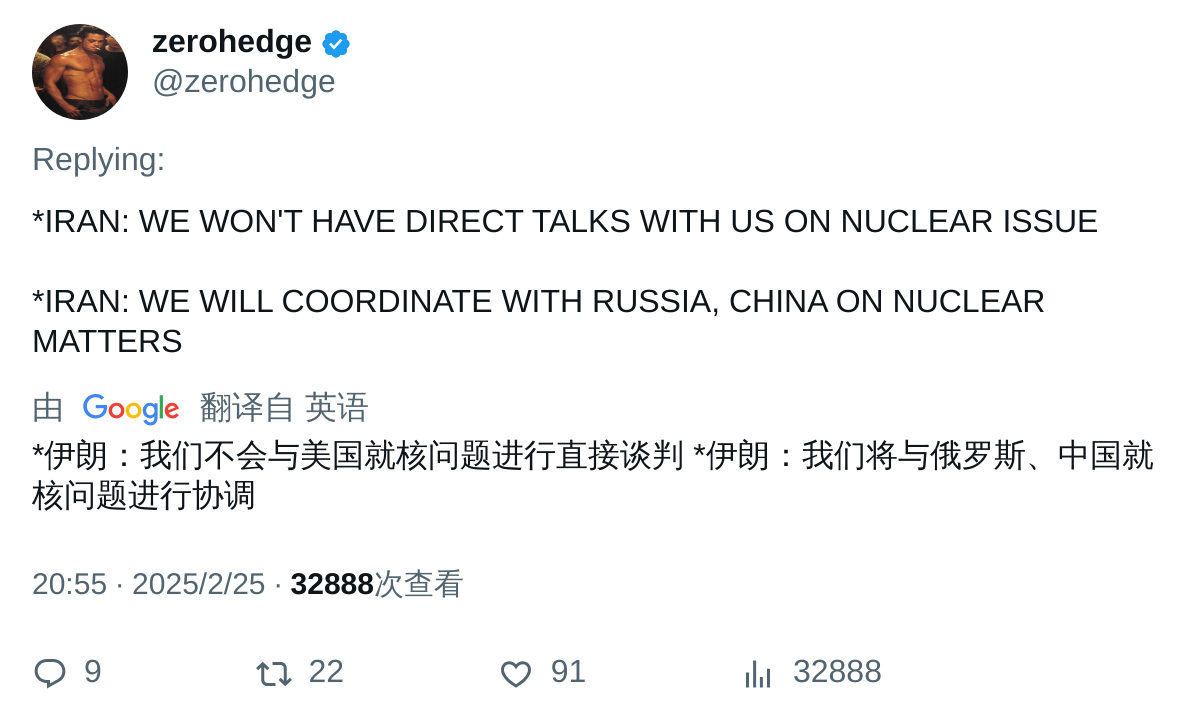 zerohedge
@zerohedge
Replying:
*IRAN: WE WON'T HAVE DIRECT TALKS WITH US ON NUCLEAR ISSUE
*IRAN: WE WILL COORDINATE WITH RUSSIA, CHINA ON NUCLEAR
MATTERS
由 Google 翻译自 英语
*伊朗：我们不会与美国就核问题进行直接谈判 *伊朗：我们将与俄罗斯、中国就
核问题进行协调
20:55 · 2025/2/25 · 32888次查看
9 22 91 32888